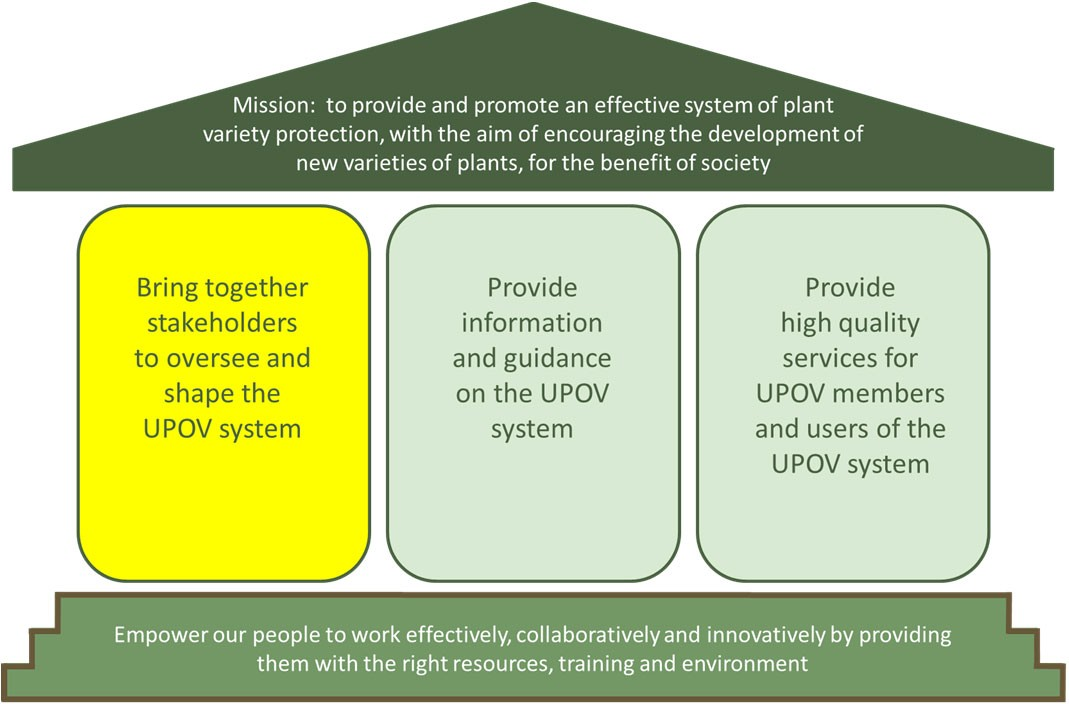 Mission:  to provide and promote an effective system of plant
variety protection, with the aim of encouraging the development of
new varieties of plants, for the benefit of society
Bring together
stakeholders
to oversee and
shape the
UPOV system
Provide
information
and guidance
on the UPOV
system
Provide
high quality
services for
UPOV members
and users of the
UPOV system
Empower our people to work effectively, collaboratively and innovatively by providing
them with the right resources, training and environment